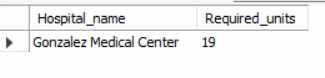 Hospital_name Required_units
Gonzalez Medical Center 19